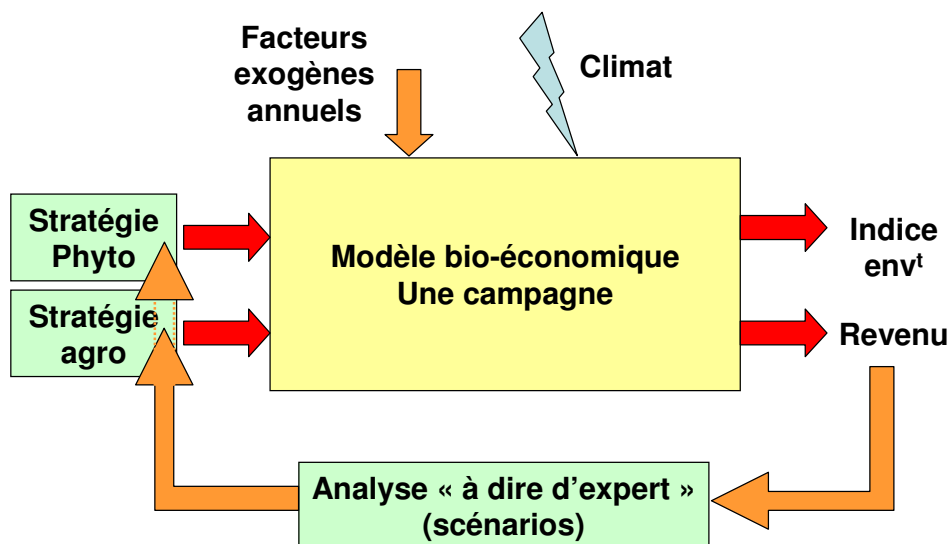 Facteurs
exogènes
annuels
Climat
Stratégie
Phyto
Stratégie
agro
Modèle bio-économique
Une campagne
Indice
envᵗ
Revenu
Analyse « à dire d’expert »
(scénarios)